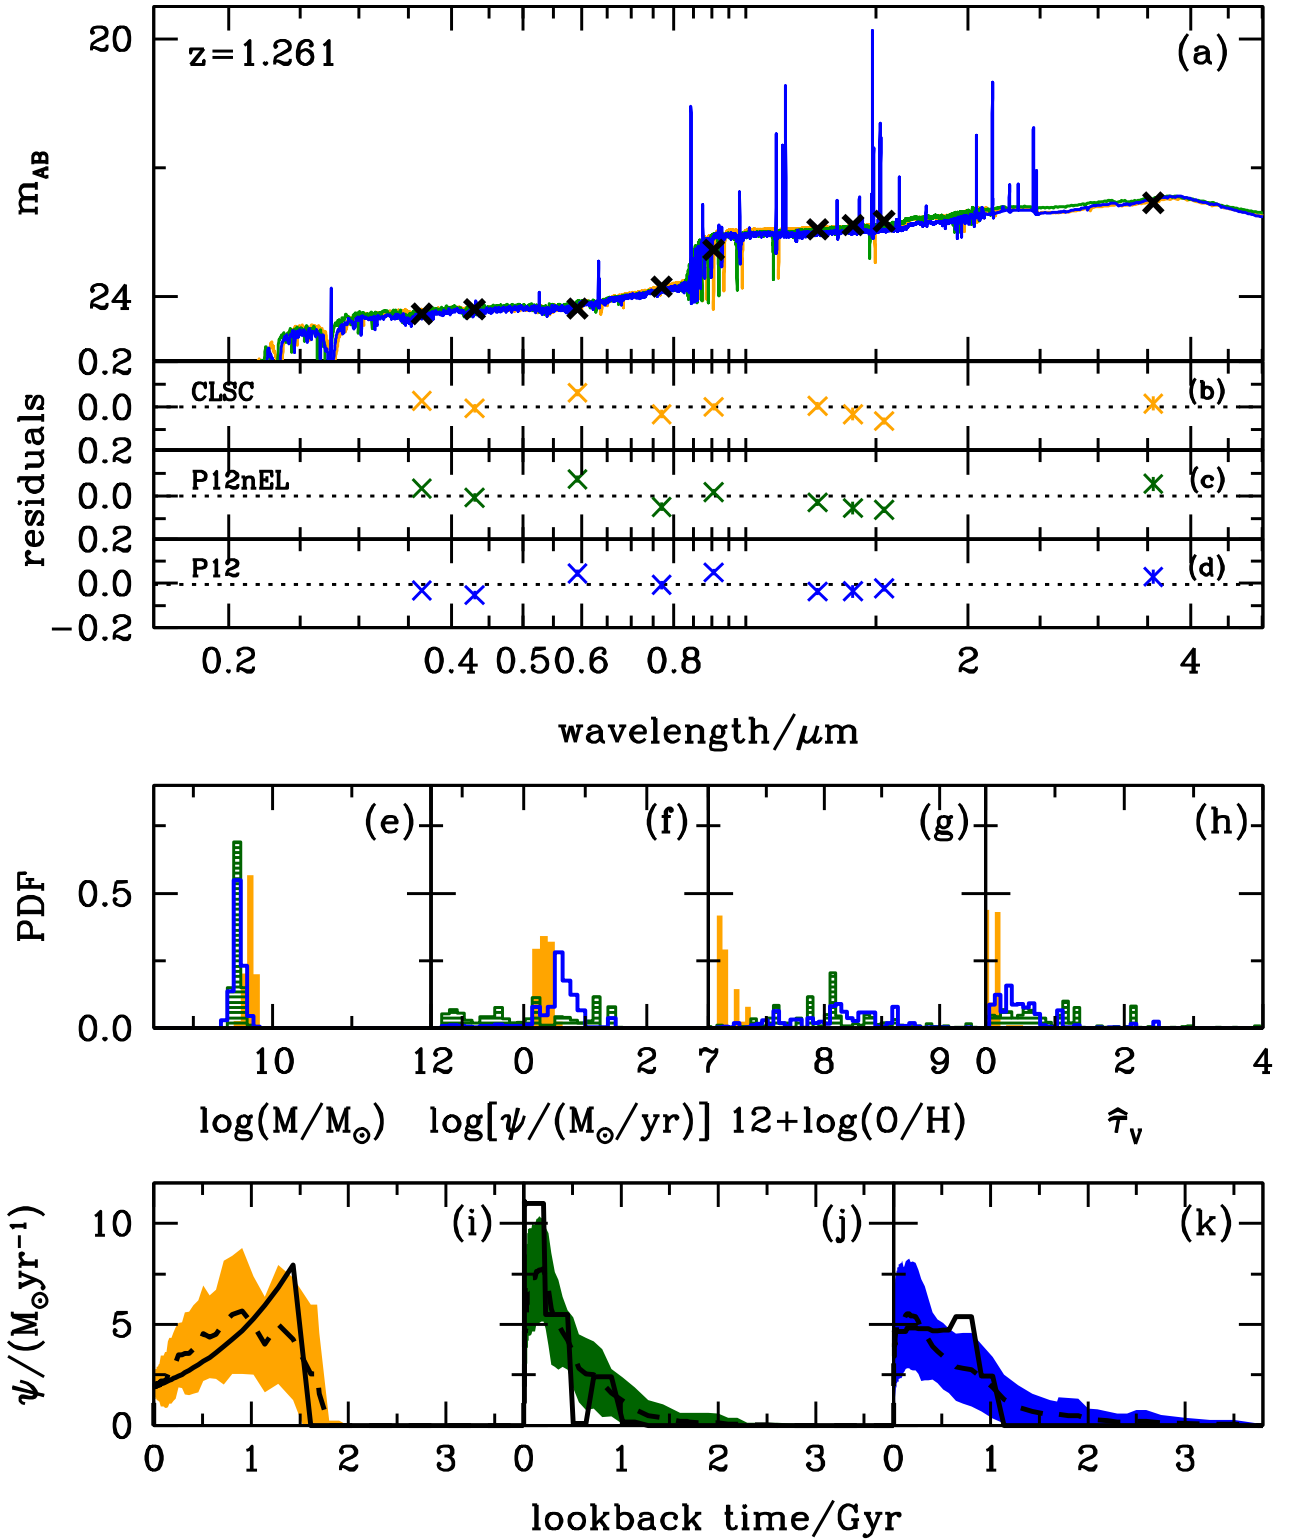 z=1.261
(a)
20
24
m_AB
0.2
CLSC
(b)
0.0
0.2
P12nEL
(c)
0.0
0.2
P12
(d)
0.0
−0.2
residuals
0.2 0.4 0.5 0.6 0.8 2 4
wavelength/μm
(e) (f) (g) (h)
PDF
0.5
0.0
10 12 0 2 7 8 9 0 2 4
log(M/M⊙) log[ψ/(M⊙/yr)] 12+log(O/H) τ̂_V
(i) (j) (k)
ψ/(M⊙yr⁻¹)
10
5
0
0 1 2 3 0 1 2 3 0 1 2 3
lookback time/Gyr